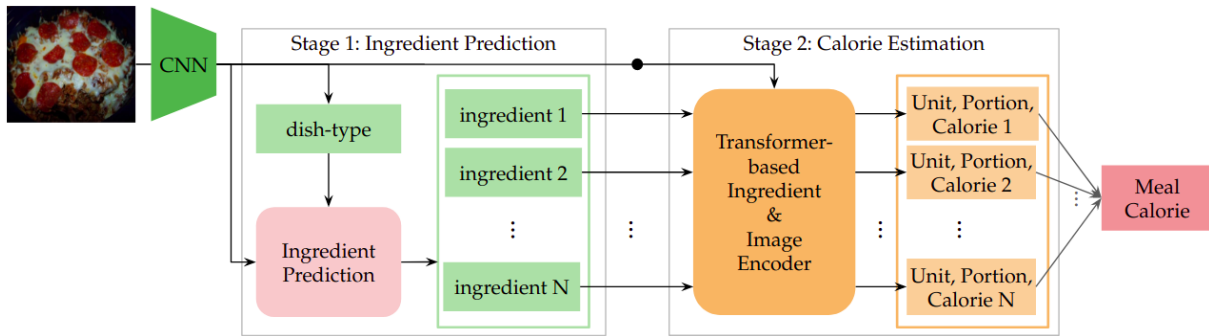 Stage 1: Ingredient Prediction
Stage 2: Calorie Estimation
CNN
dish-type
Ingredient
Prediction
ingredient 1
ingredient 2
⋮
ingredient N
⋮
Transformer-
based
Ingredient
&
Image
Encoder
⋮
Unit, Portion,
Calorie 1
Unit, Portion,
Calorie 2
⋮
Unit, Portion,
Calorie N
⋮
Meal
Calorie